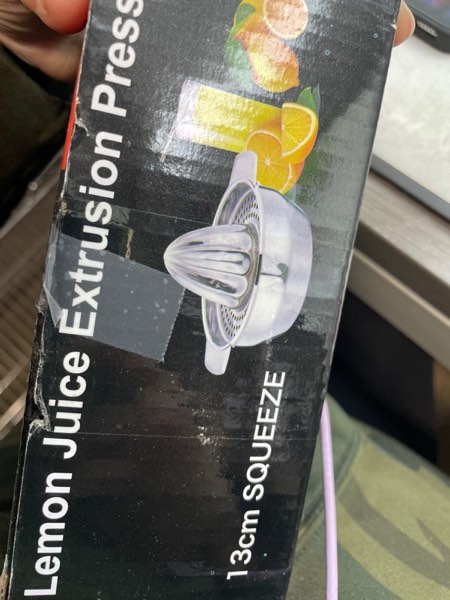 Lemon Juice Extrusion Press
13cm SQUEEZE